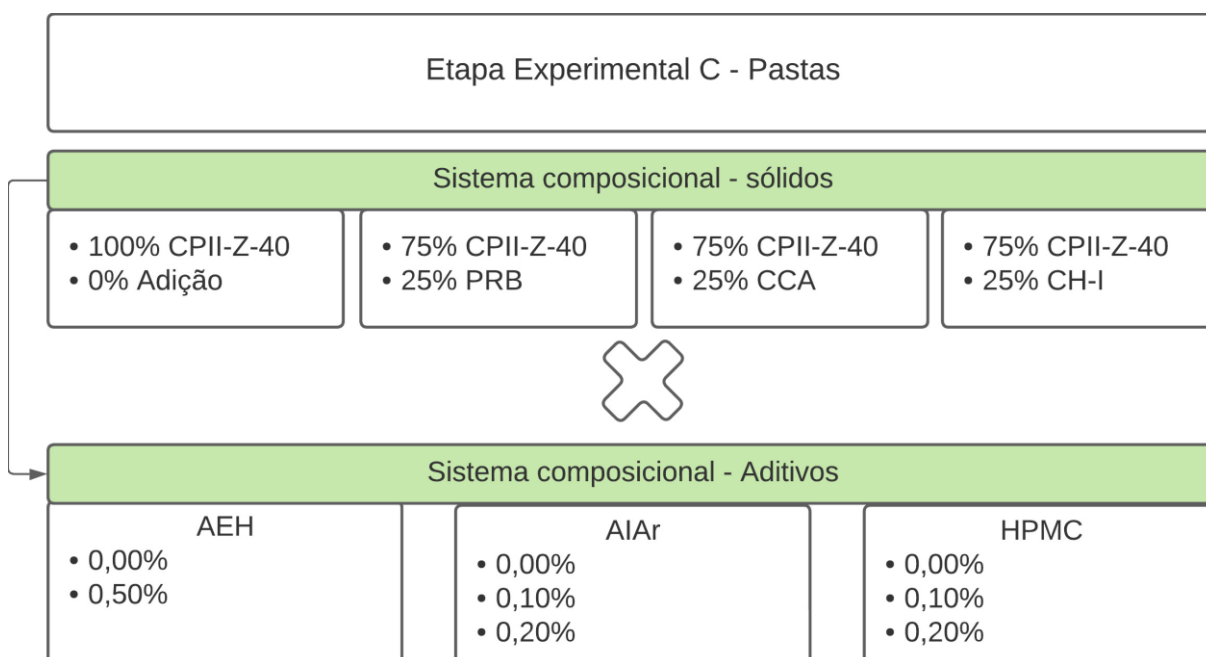 Etapa Experimental C - Pastas
Sistema composicional - sólidos
• 100% CPII-Z-40
• 0% Adição
• 75% CPII-Z-40
• 25% PRB
• 75% CPII-Z-40
• 25% CCA
• 75% CPII-Z-40
• 25% CH-I
Sistema composicional - Aditivos
AEH
• 0,00%
• 0,50%
AIAr
• 0,00%
• 0,10%
• 0,20%
HPMC
• 0,00%
• 0,10%
• 0,20%